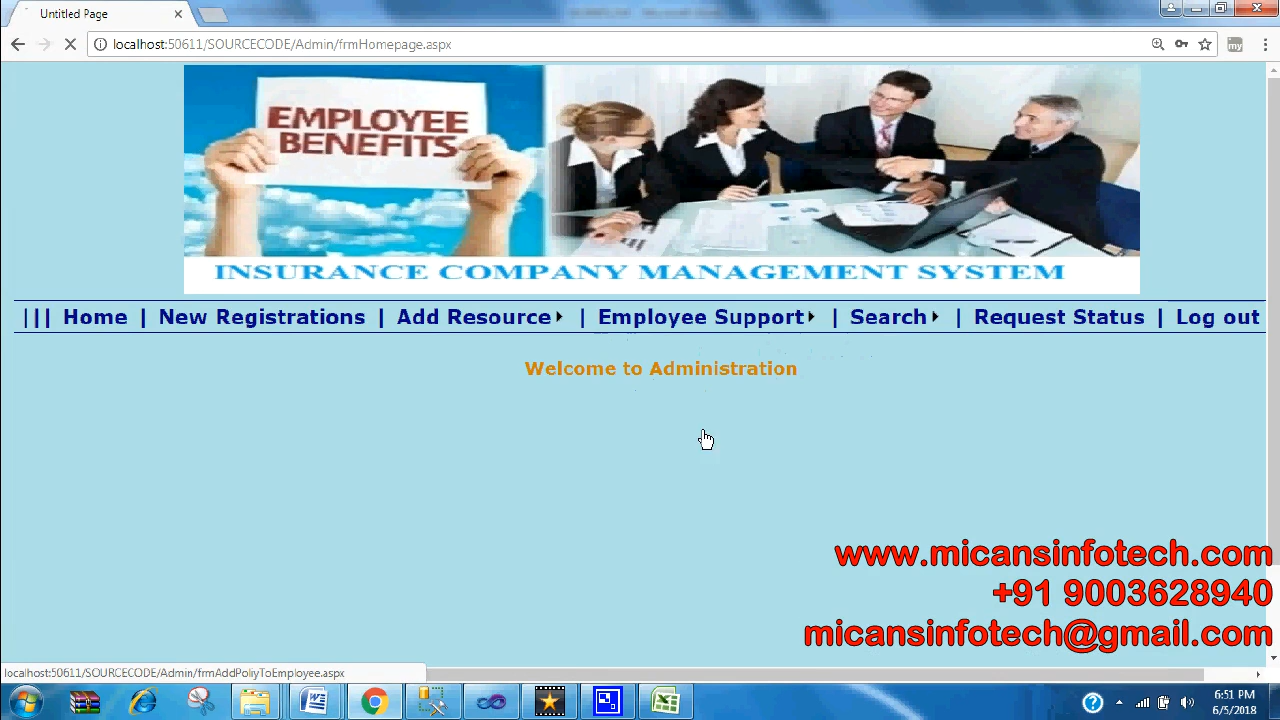 Untitled Page
localhost:50611/SOURCECODE/Admin/frmHomepage.aspx
my
EMPLOYEE
BENEFITS
INSURANCE COMPANY MANAGEMENT SYSTEM
||| Home | New Registrations | Add Resource | Employee Support | Search | Request Status | Log out
Welcome to Administration
www.micansinfotech.com
+91 9003628940
micansinfotech@gmail.com
localhost:50611/SOURCECODE/Admin/frmAddPoliyToEmployee.aspx
6:51 PM
6/5/2018